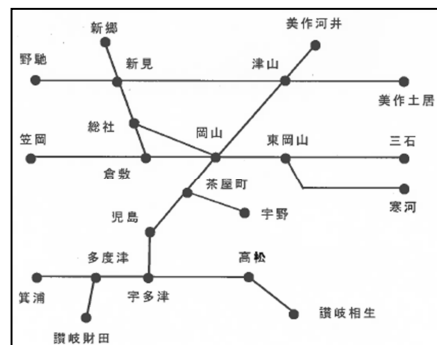 新郷
美作河井
野馳
新見
津山
美作土居
総社
岡山
笠岡
東岡山
三石
倉敷
茶屋町
寒河
児島
宇野
多度津
高松
箕浦
宇多津
讃岐相生
讃岐財田